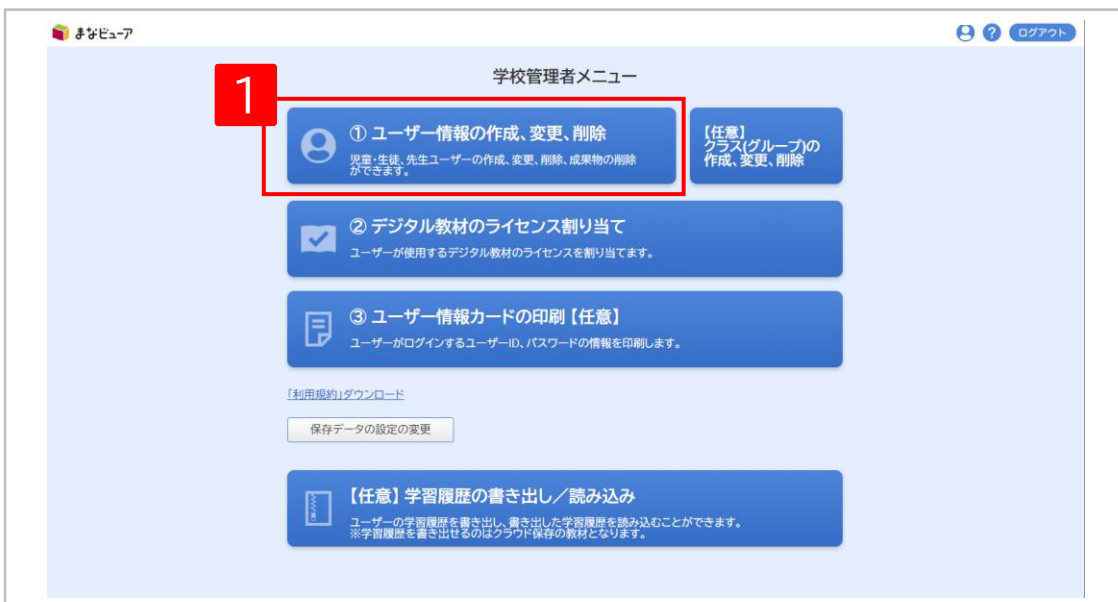 まなビューア
?
ログアウト
学校管理者メニュー
1
① ユーザー情報の作成、変更、削除
児童・生徒、先生ユーザーの作成、変更、削除、成果物の削除
ができます。
【任意】
クラス(グループ)の
作成、変更、削除
② デジタル教材のライセンス割り当て
ユーザーが使用するデジタル教材のライセンスを割り当てます。
③ ユーザー情報カードの印刷【任意】
ユーザーがログインするユーザーID、パスワードの情報を印刷します。
「利用規約」ダウンロード
保存データの設定の変更
【任意】学習履歴の書き出し／読み込み
ユーザーの学習履歴を書き出し、書き出した学習履歴を読み込むことができます。
※学習履歴を書き出せるのはクラウド保存の教材となります。